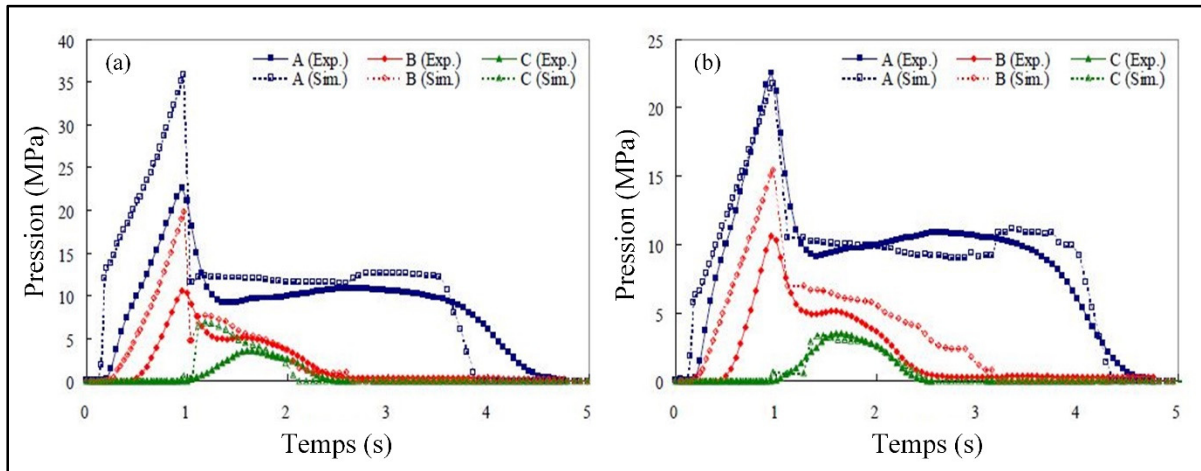 (a)
A (Exp.) B (Exp.) C (Exp.)
A (Sim.) B (Sim.) C (Sim.)
Pression (MPa)
40
35
30
25
20
15
10
5
0
0 1 2 3 4 5
Temps (s)
(b)
A (Exp.) B (Exp.) C (Exp.)
A (Sim.) B (Sim.) C (Sim.)
Pression (MPa)
25
20
15
10
5
0
0 1 2 3 4 5
Temps (s)